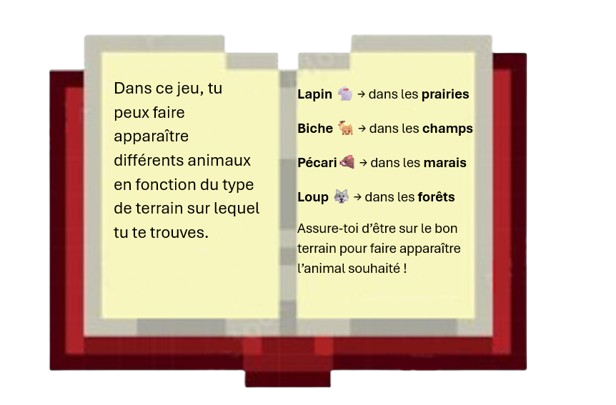 Dans ce jeu, tu
peux faire
apparaître
différents animaux
en fonction du type
de terrain sur lequel
tu te trouves.
Lapin → dans les prairies
Biche → dans les champs
Pécari → dans les marais
Loup → dans les forêts
Assure-toi d'être sur le bon
terrain pour faire apparaître
l'animal souhaité !